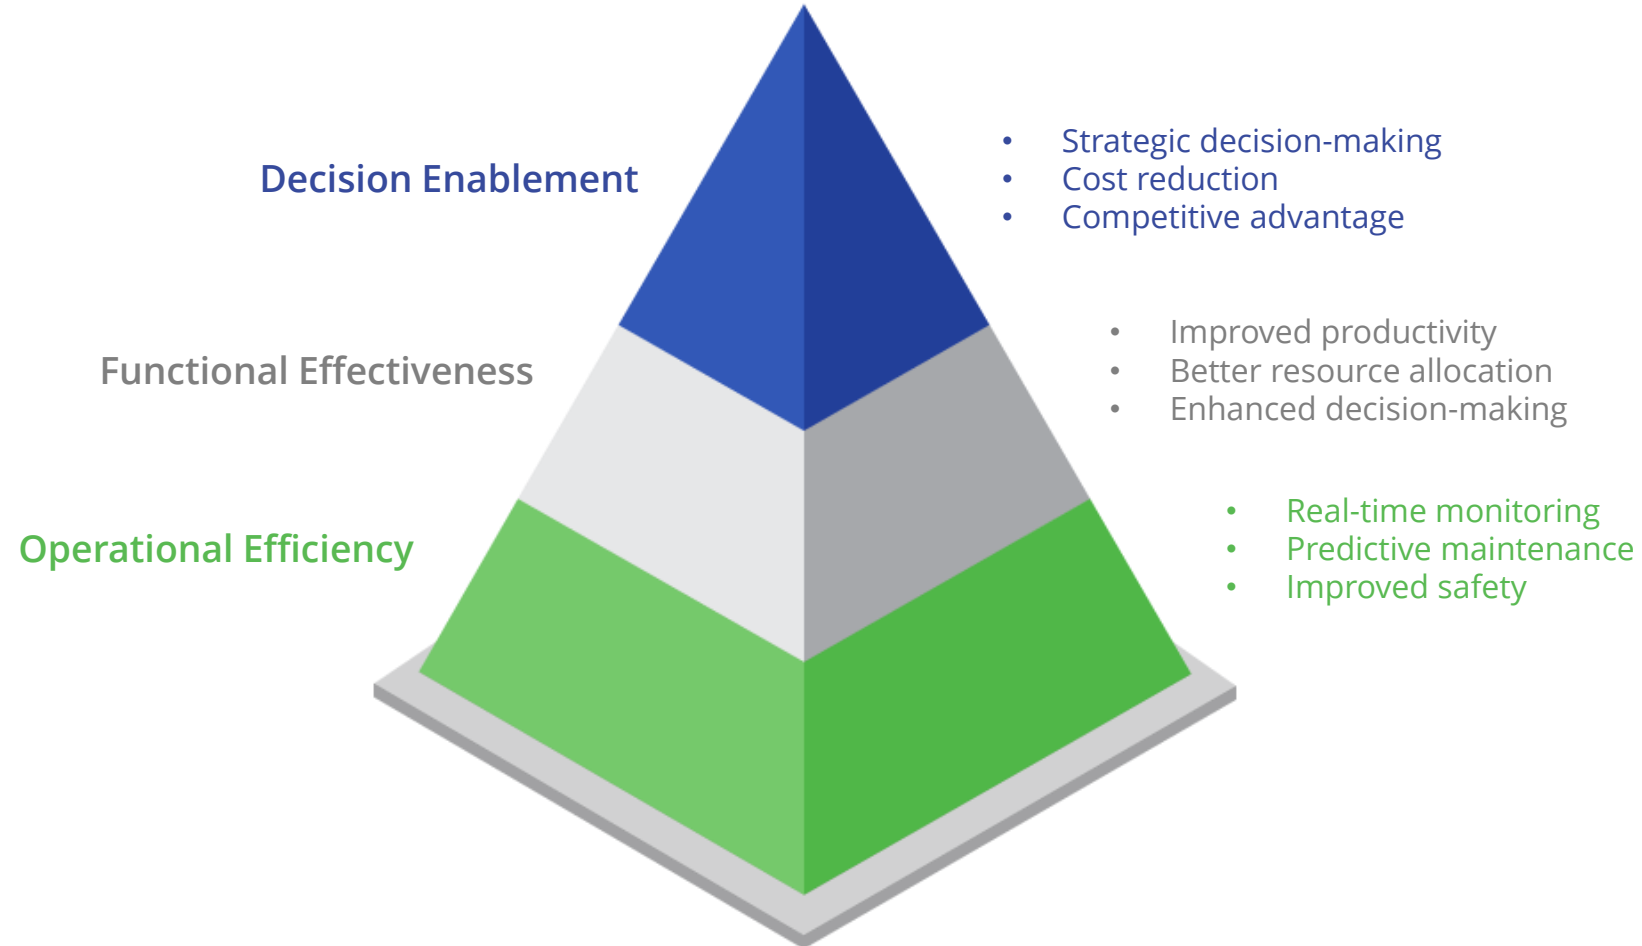 Decision Enablement
• Strategic decision-making
• Cost reduction
• Competitive advantage
Functional Effectiveness
• Improved productivity
• Better resource allocation
• Enhanced decision-making
Operational Efficiency
• Real-time monitoring
• Predictive maintenance
• Improved safety